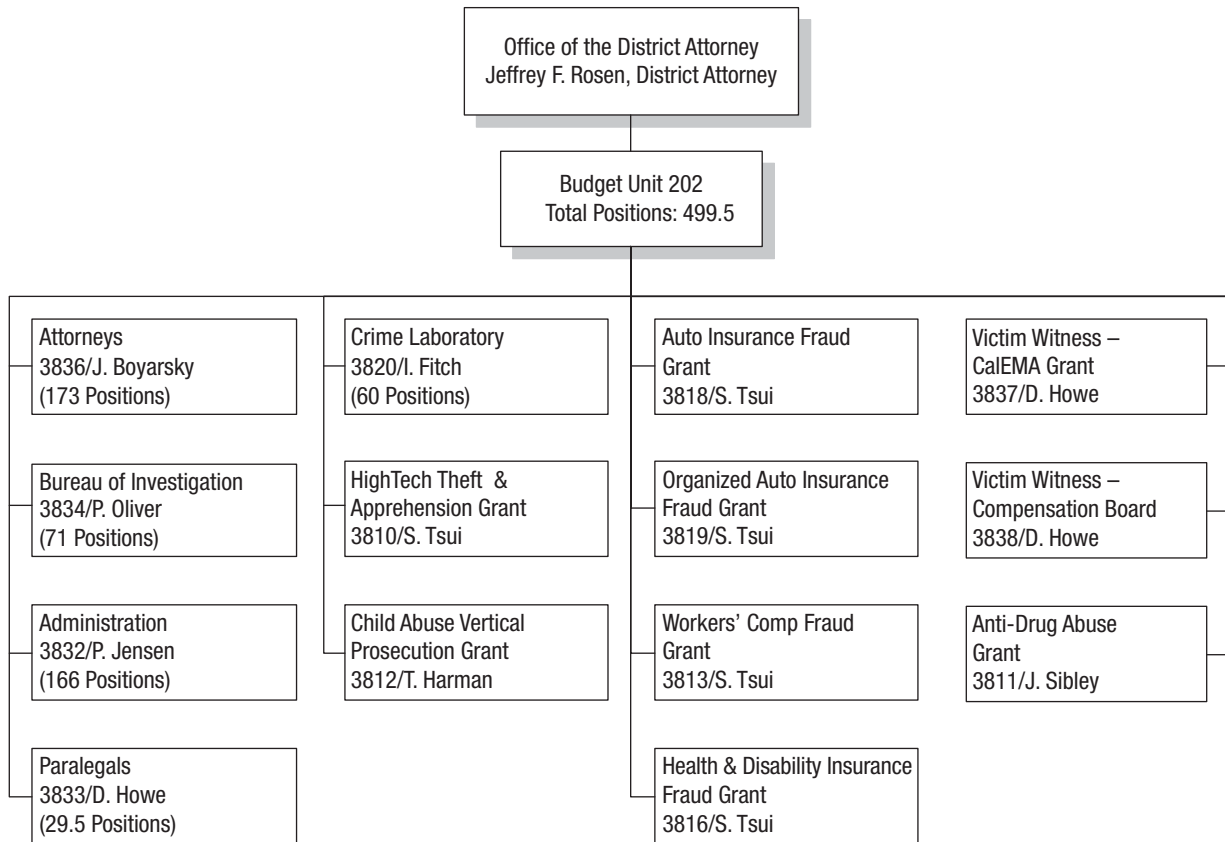 Office of the District Attorney
Jeffrey F. Rosen, District Attorney
Budget Unit 202
Total Positions: 499.5
Attorneys
3836/J. Boyarsky
(173 Positions)
Bureau of Investigation
3834/P. Oliver
(71 Positions)
Administration
3832/P. Jensen
(166 Positions)
Paralegals
3833/D. Howe
(29.5 Positions)
Crime Laboratory
3820/I. Fitch
(60 Positions)
HighTech Theft &
Apprehension Grant
3810/S. Tsui
Child Abuse Vertical
Prosecution Grant
3812/T. Harman
Auto Insurance Fraud
Grant
3818/S. Tsui
Organized Auto Insurance
Fraud Grant
3819/S. Tsui
Workers’ Comp Fraud
Grant
3813/S. Tsui
Health & Disability Insurance
Fraud Grant
3816/S. Tsui
Victim Witness –
CalEMA Grant
3837/D. Howe
Victim Witness –
Compensation Board
3838/D. Howe
Anti-Drug Abuse
Grant
3811/J. Sibley